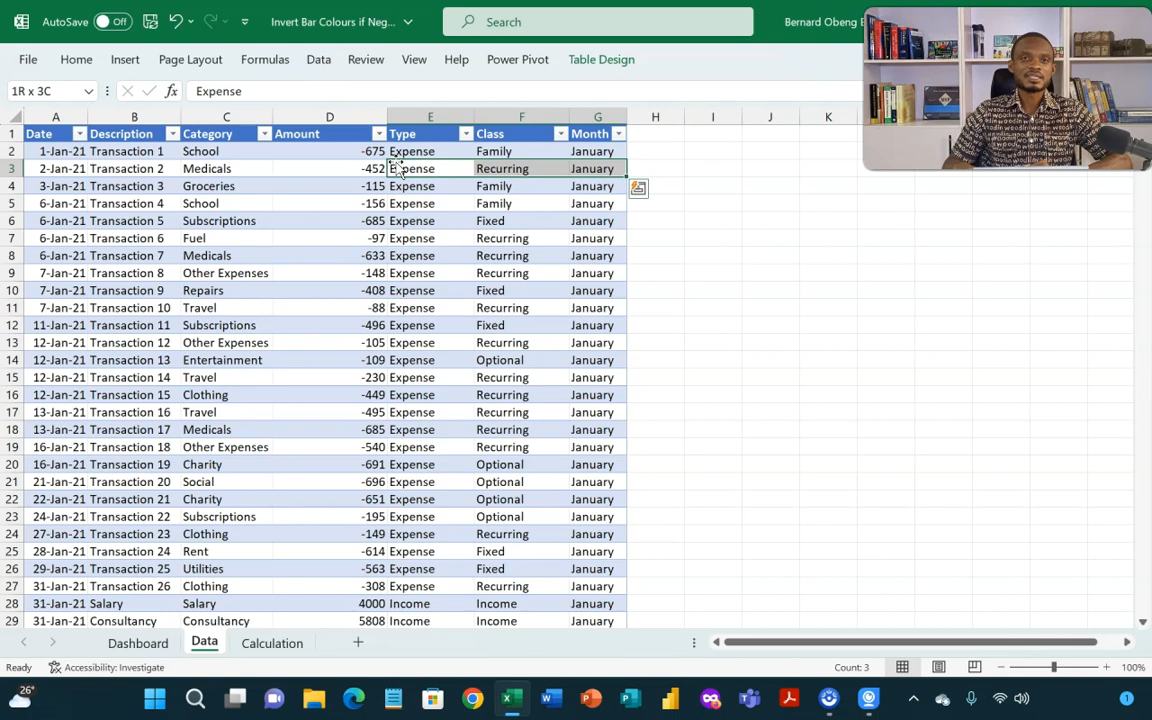 AutoSave Off Invert Bar Colours if Neg... Search Bernard Obeng B
File Home Insert Page Layout Formulas Data Review View Help Power Pivot Table Design
1R x 3C fx Expense
A B C D E F G H I J K
1 Date Description Category Amount Type Class Month
2 1-Jan-21 Transaction 1 School -675 Expense Family January
3 2-Jan-21 Transaction 2 Medicals -452 Expense Recurring January
4 3-Jan-21 Transaction 3 Groceries -115 Expense Family January
5 6-Jan-21 Transaction 4 School -156 Expense Family January
6 6-Jan-21 Transaction 5 Subscriptions -685 Expense Fixed January
7 6-Jan-21 Transaction 6 Fuel -97 Expense Recurring January
8 6-Jan-21 Transaction 7 Medicals -633 Expense Recurring January
9 7-Jan-21 Transaction 8 Other Expenses -148 Expense Recurring January
10 7-Jan-21 Transaction 9 Repairs -408 Expense Fixed January
11 7-Jan-21 Transaction 10 Travel -88 Expense Recurring January
12 11-Jan-21 Transaction 11 Subscriptions -496 Expense Fixed January
13 12-Jan-21 Transaction 12 Other Expenses -105 Expense Recurring January
14 12-Jan-21 Transaction 13 Entertainment -109 Expense Optional January
15 12-Jan-21 Transaction 14 Travel -230 Expense Recurring January
16 12-Jan-21 Transaction 15 Clothing -449 Expense Recurring January
17 13-Jan-21 Transaction 16 Travel -495 Expense Recurring January
18 13-Jan-21 Transaction 17 Medicals -685 Expense Recurring January
19 16-Jan-21 Transaction 18 Other Expenses -540 Expense Recurring January
20 16-Jan-21 Transaction 19 Charity -691 Expense Optional January
21 21-Jan-21 Transaction 20 Social -696 Expense Optional January
22 22-Jan-21 Transaction 21 Charity -651 Expense Optional January
23 24-Jan-21 Transaction 22 Subscriptions -195 Expense Optional January
24 27-Jan-21 Transaction 23 Clothing -149 Expense Recurring January
25 28-Jan-21 Transaction 24 Rent -614 Expense Fixed January
26 29-Jan-21 Transaction 25 Utilities -563 Expense Fixed January
27 31-Jan-21 Transaction 26 Clothing -308 Expense Recurring January
28 31-Jan-21 Salary Salary 4000 Income Income January
29 31-Jan-21 Consultancy Consultancy 5808 Income Income January
Dashboard Data Calculation
Ready Accessibility: Investigate Count: 3 100%
26° 1